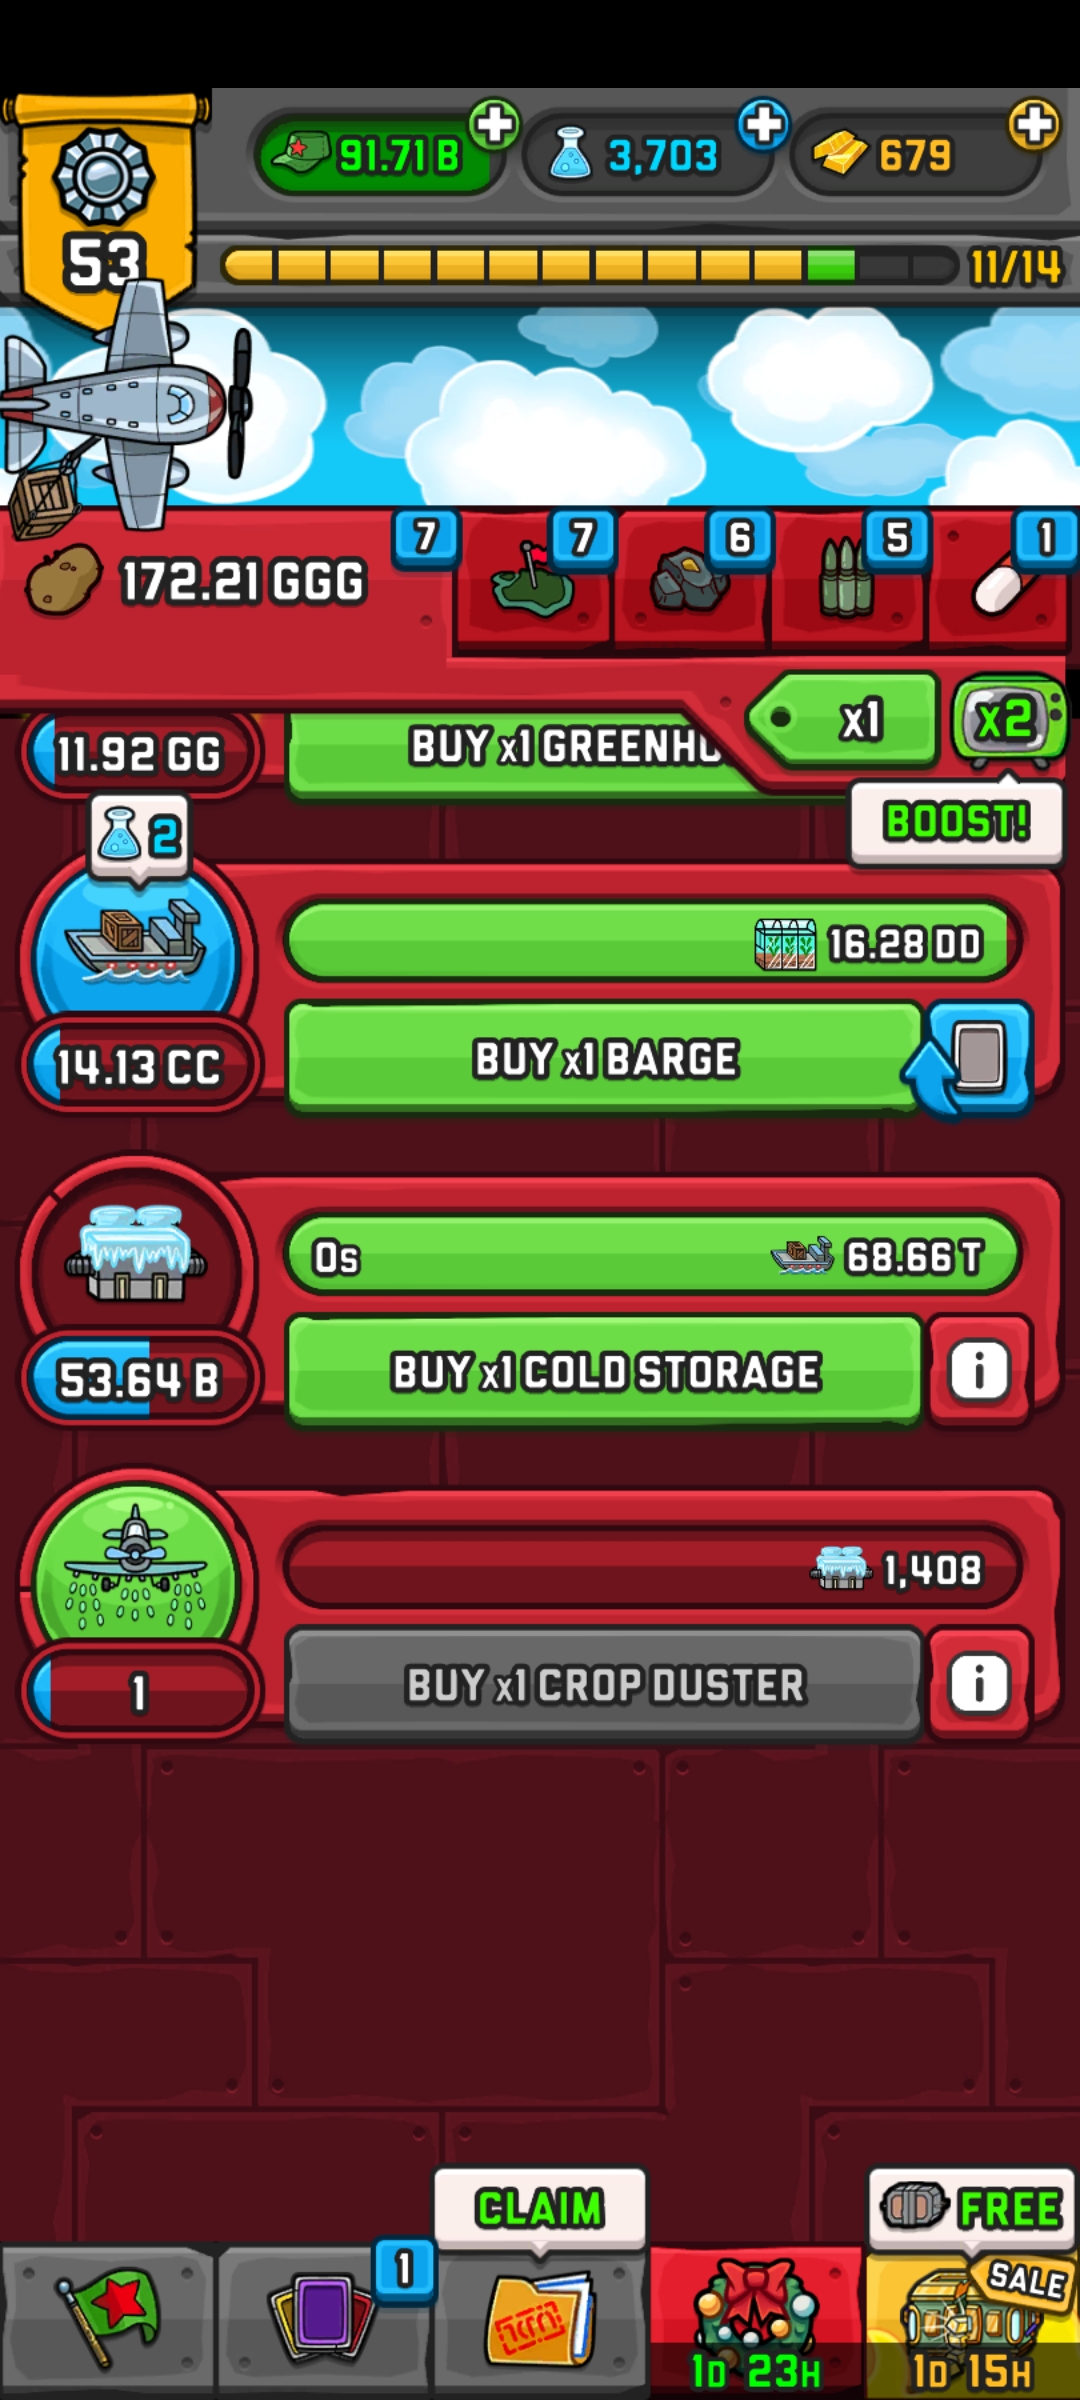 91.71 B
3,703
679
53
11/14
172.21 GGG
7
7
6
5
1
x1
x2
BOOST!
11.92 GG
BUY x1 GREENHO
2
16.28 DD
14.13 CC
BUY x1 BARGE
0s
68.66 T
53.64 B
BUY x1 COLD STORAGE
i
1,408
1
BUY x1 CROP DUSTER
i
CLAIM
FREE
1
SALE
1D 23H
1D 15H